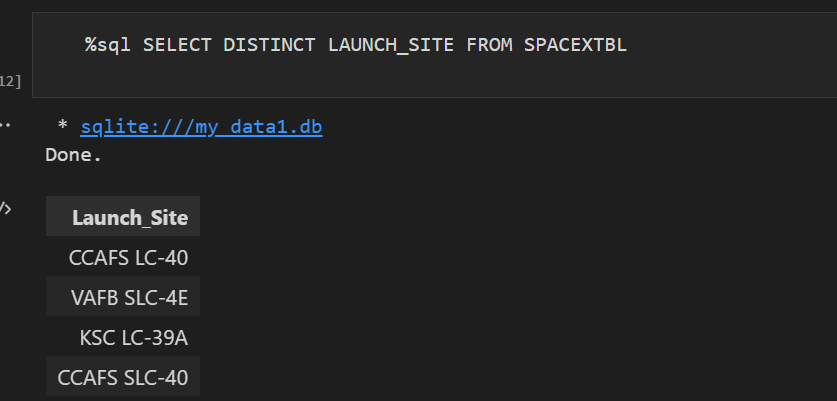 %sql SELECT DISTINCT LAUNCH_SITE FROM SPACEXTBL
12]
* sqlite:///my_data1.db
Done.
Launch_Site
CCAFS LC-40
VAFB SLC-4E
KSC LC-39A
CCAFS SLC-40